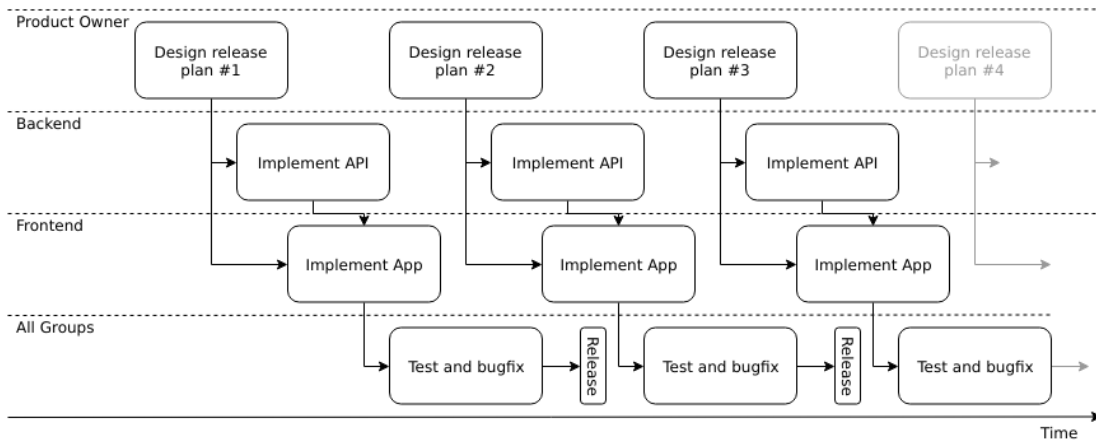 Product Owner
Design release
plan #1
Design release
plan #2
Design release
plan #3
Design release
plan #4
Backend
Implement API
Implement API
Implement API
Frontend
Implement App
Implement App
Implement App
All Groups
Test and bugfix
Release
Test and bugfix
Release
Test and bugfix
Time